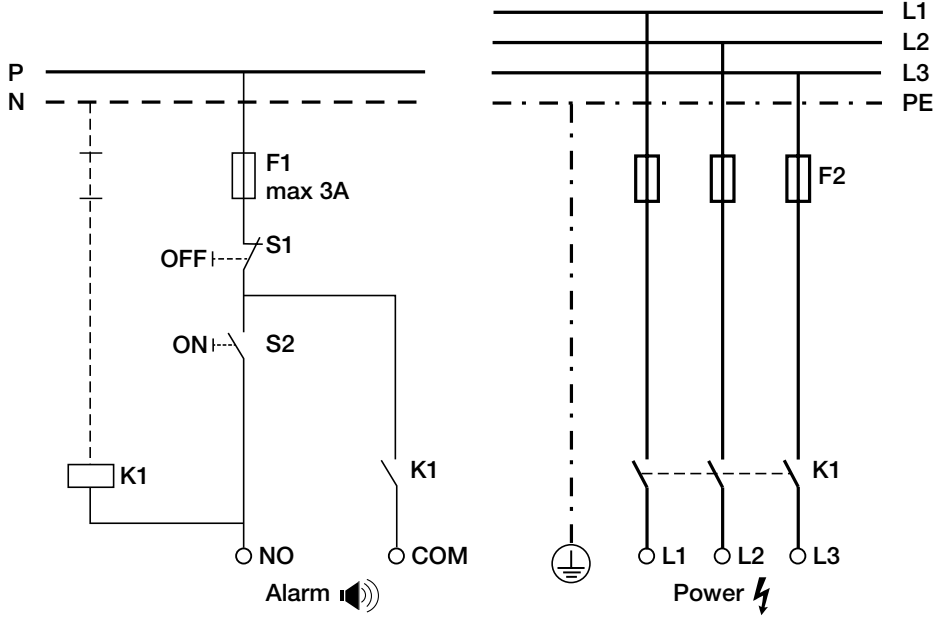 P
N
F1
max 3A
S1
OFF
ON
S2
K1
K1
NO
COM
Alarm
L1
L2
L3
PE
F2
K1
L1
L2
L3
Power